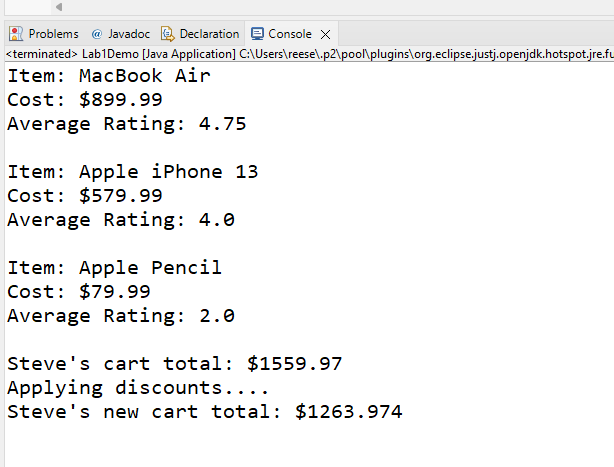 Problems @ Javadoc Declaration Console
<terminated> Lab1Demo [Java Application] C:\Users\reese\.p2\pool\plugins\org.eclipse.justj.openjdk.hotspot.jre.fu
Item: MacBook Air
Cost: $899.99
Average Rating: 4.75
Item: Apple iPhone 13
Cost: $579.99
Average Rating: 4.0
Item: Apple Pencil
Cost: $79.99
Average Rating: 2.0
Steve's cart total: $1559.97
Applying discounts....
Steve's new cart total: $1263.974